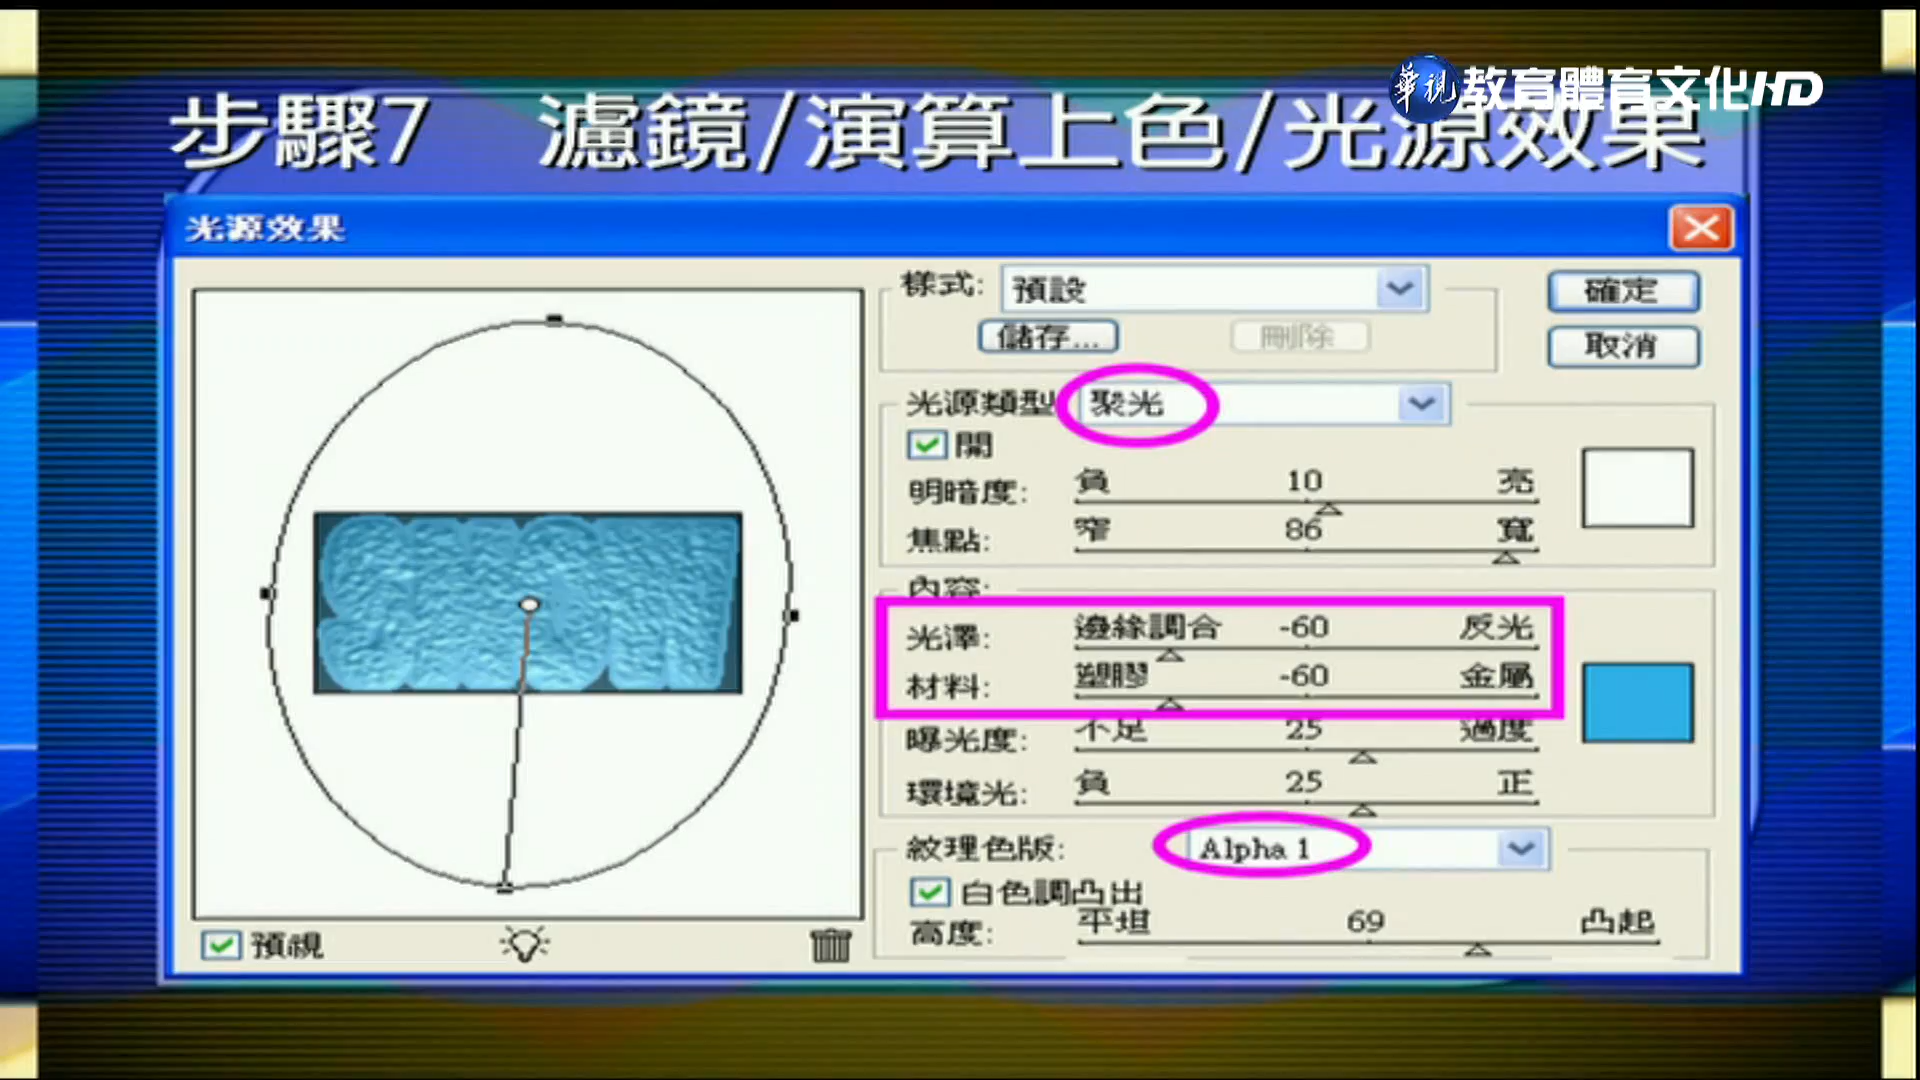 華視 教育體育文化HD
步驟7 濾鏡/演算上色/光源效果
光源效果
樣式: 預設
確定
儲存... 刪除
取消
光源類型 聚光
開
明暗度: 負 10 亮
焦點: 窄 86 寬
內容:
光澤: 邊緣調合 -60 反光
材料: 塑膠 -60 金屬
曝光度: 不足 25 過度
環境光: 負 25 正
紋理色版: Alpha 1
白色調凸出
高度: 平坦 69 凸起
預視